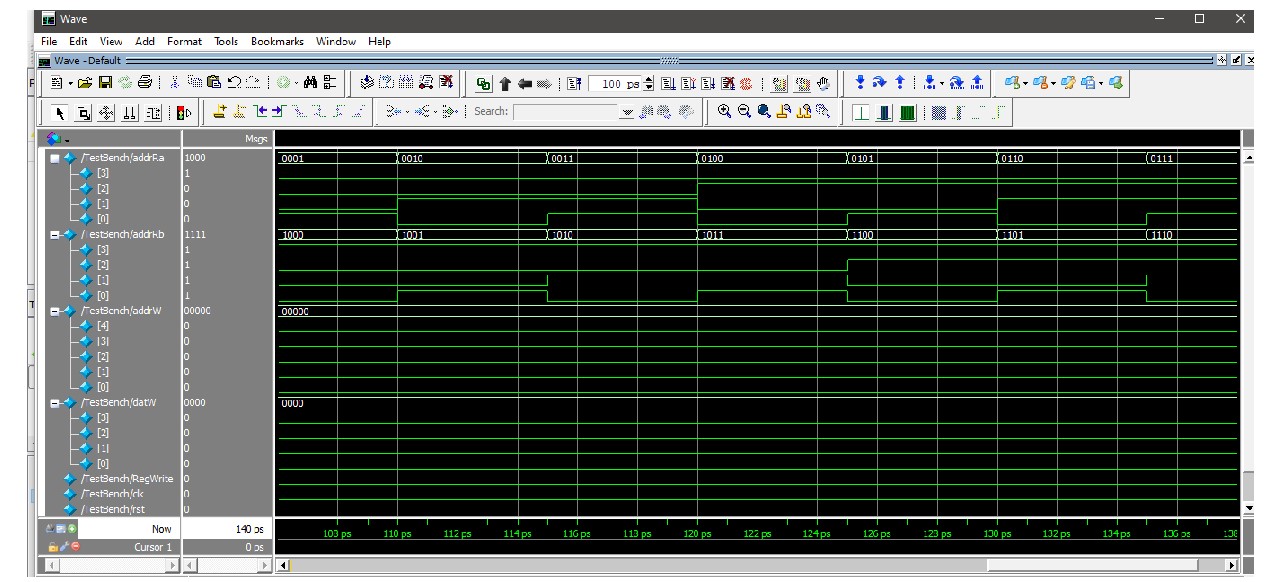 Wave
File Edit View Add Format Tools Bookmarks Window Help
Wave - Default
100 ps
Search:
Msgs
/TestBench/addrRa 1000 0001 0010 0011 0100 0101 0110 0111
[3] 1
[2] 0
[1] 0
[0] 0
/TestBench/addrRb 1111 1000 1001 1010 1011 1100 1101 1110
[3] 1
[2] 1
[1] 1
[0] 1
/TestBench/addrW 00000 00000
[4] 0
[3] 0
[2] 0
[1] 0
[0] 0
/TestBench/datW 0000 0000
[3] 0
[2] 0
[1] 0
[0] 0
/TestBench/RegWrite 0
/TestBench/clk 0
/TestBench/rst 0
Now 140 ps 108 ps 110 ps 112 ps 114 ps 116 ps 118 ps 120 ps 122 ps 124 ps 126 ps 128 ps 130 ps 132 ps 134 ps 136 ps 138
Cursor 1 0 ps